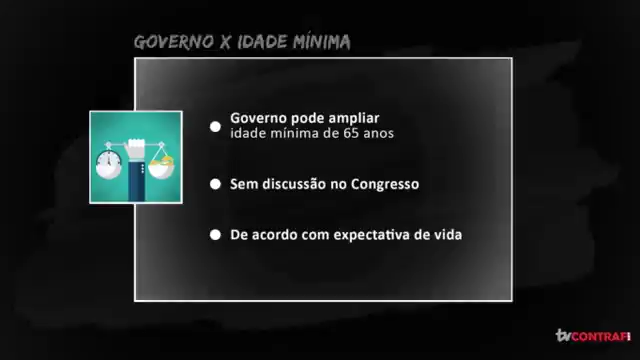 GOVERNO X IDADE MÍNIMA
Governo pode ampliar
idade mínima de 65 anos
Sem discussão no Congresso
De acordo com expectativa de vida
tvCONTRAF